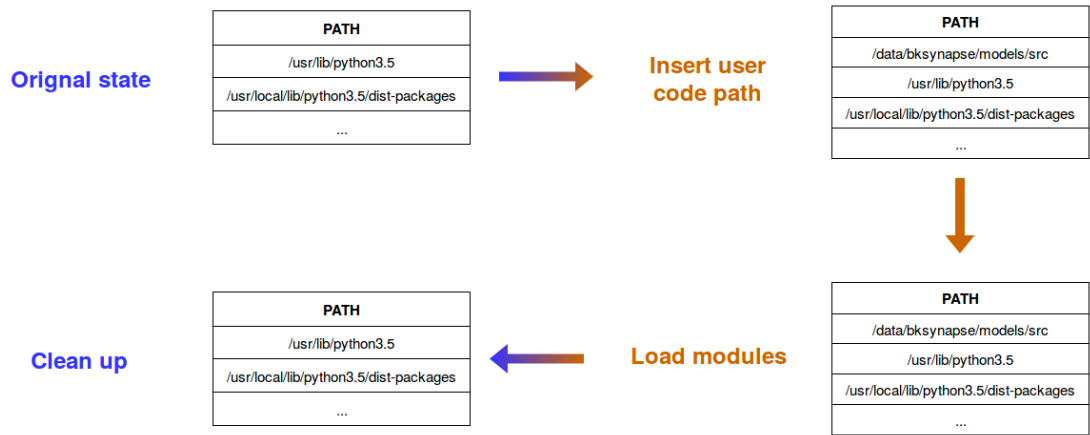 Orignal state
PATH
/usr/lib/python3.5
/usr/local/lib/python3.5/dist-packages
...
Insert user
code path
PATH
/data/bksynapse/models/src
/usr/lib/python3.5
/usr/local/lib/python3.5/dist-packages
...
Clean up
PATH
/usr/lib/python3.5
/usr/local/lib/python3.5/dist-packages
...
Load modules
PATH
/data/bksynapse/models/src
/usr/lib/python3.5
/usr/local/lib/python3.5/dist-packages
...